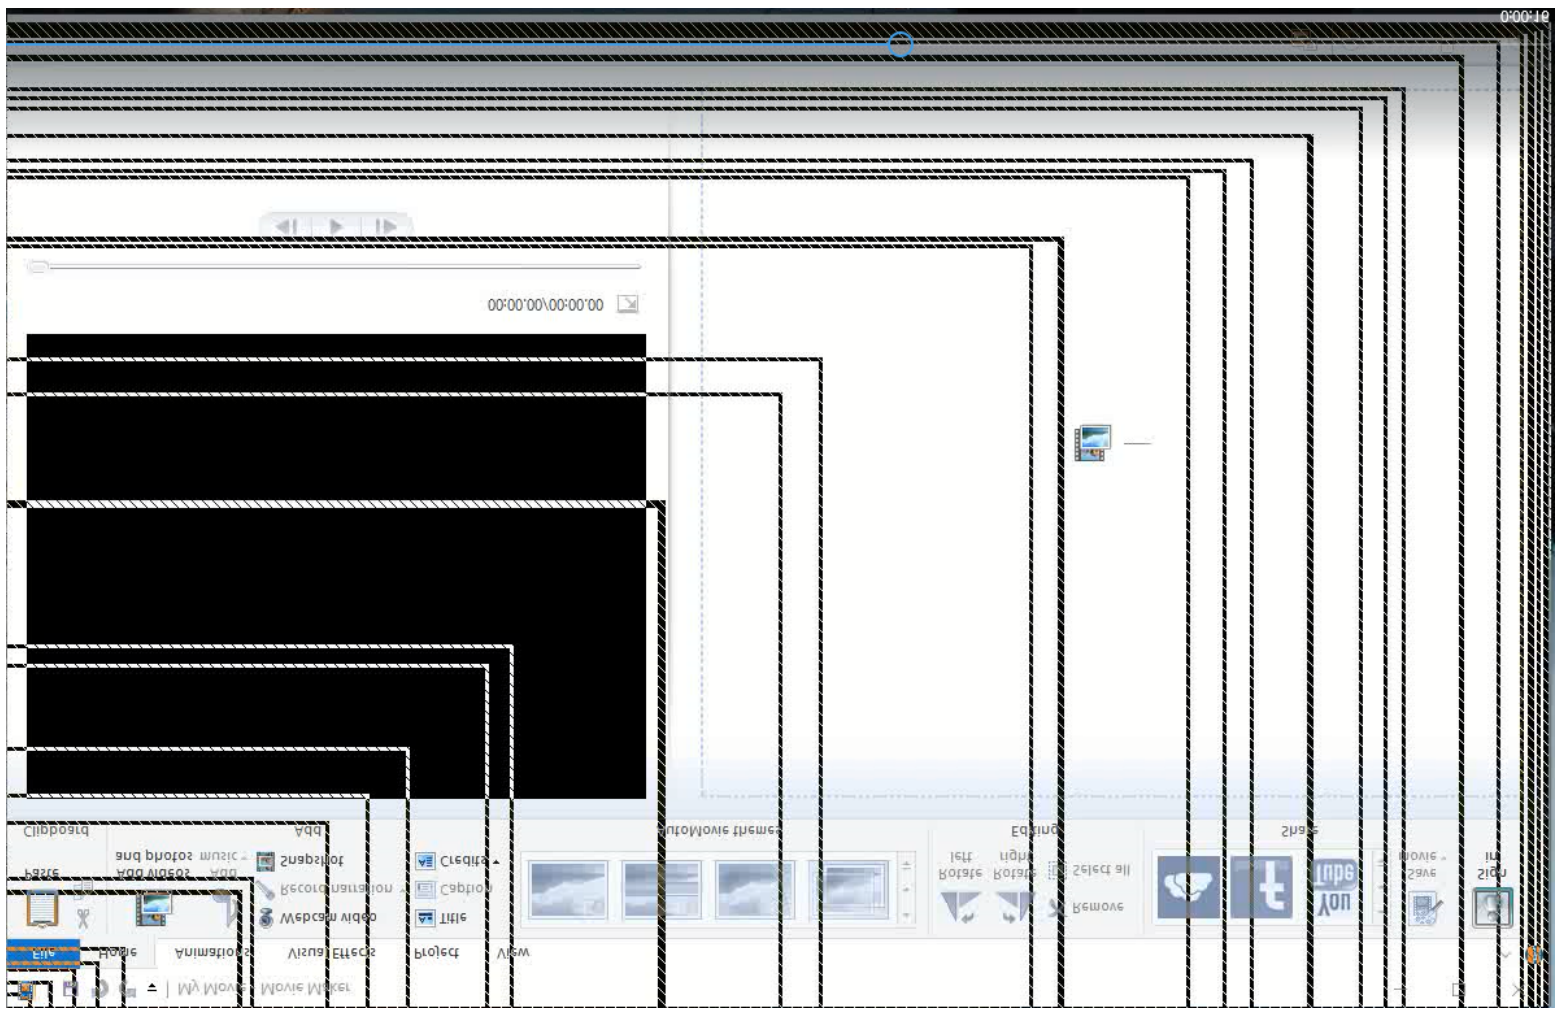 My Movie - Movie Maker
File Home Animations Visual Effects Project View
Paste
Clipboard
Add videos
and photos
Add
music
Webcam video
Record narration
Snapshot
Add
Title
Caption
Credits
AutoMovie themes
Rotate
left
Rotate
right
Remove
Select all
Editing
You
Tube
Save
movie
Share
Sign
in
00:00.00/00:00.00
0:00:16